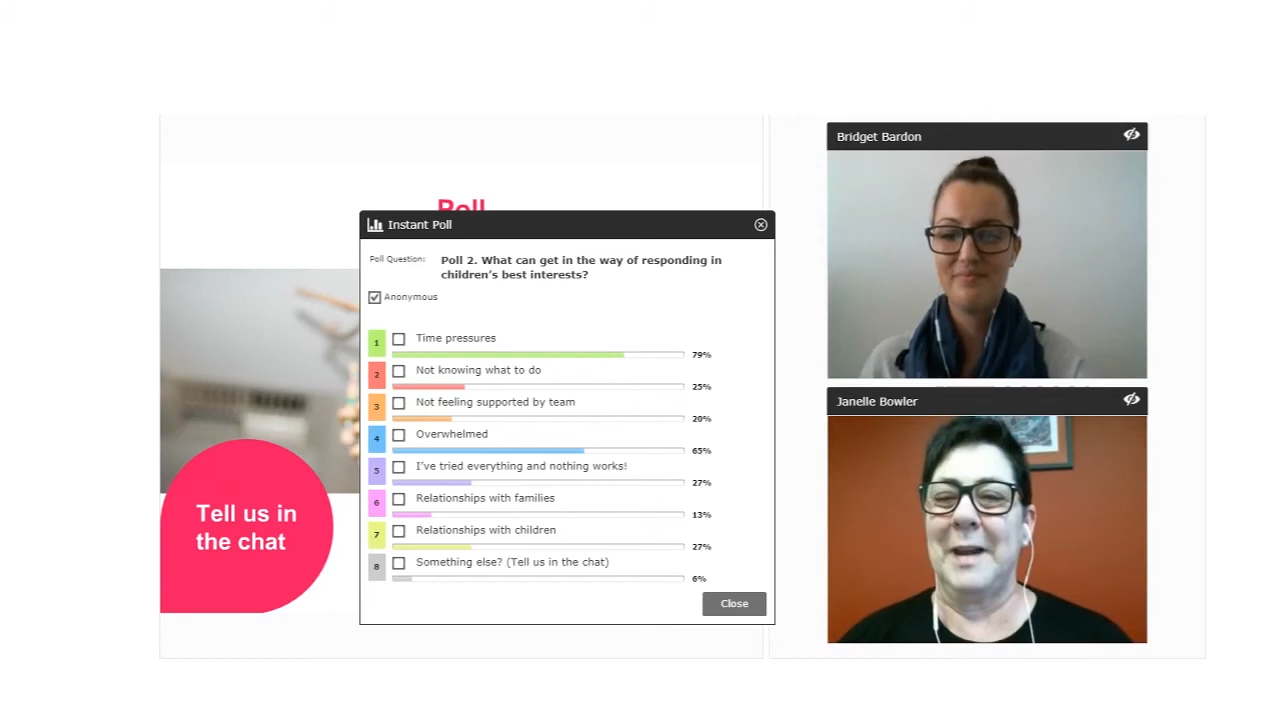 Poll
Tell us in
the chat
Instant Poll
Poll Question:
Poll 2. What can get in the way of responding in
children's best interests?
Anonymous
1 Time pressures
79%
2 Not knowing what to do
25%
3 Not feeling supported by team
20%
4 Overwhelmed
65%
5 I've tried everything and nothing works!
27%
6 Relationships with families
13%
7 Relationships with children
27%
8 Something else? (Tell us in the chat)
6%
Close
Bridget Bardon
Janelle Bowler